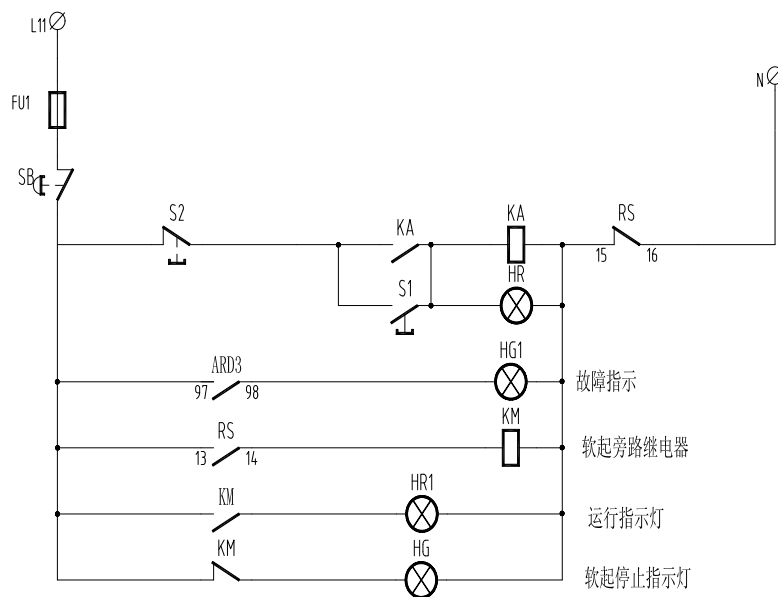 L11
N
FU1
SB
S2
KA
KA
RS
15
16
S1
HR
ARD3
97
98
HG1
故障指示
RS
13
14
KM
软起旁路继电器
KM
HR1
运行指示灯
KM
HG
软起停止指示灯